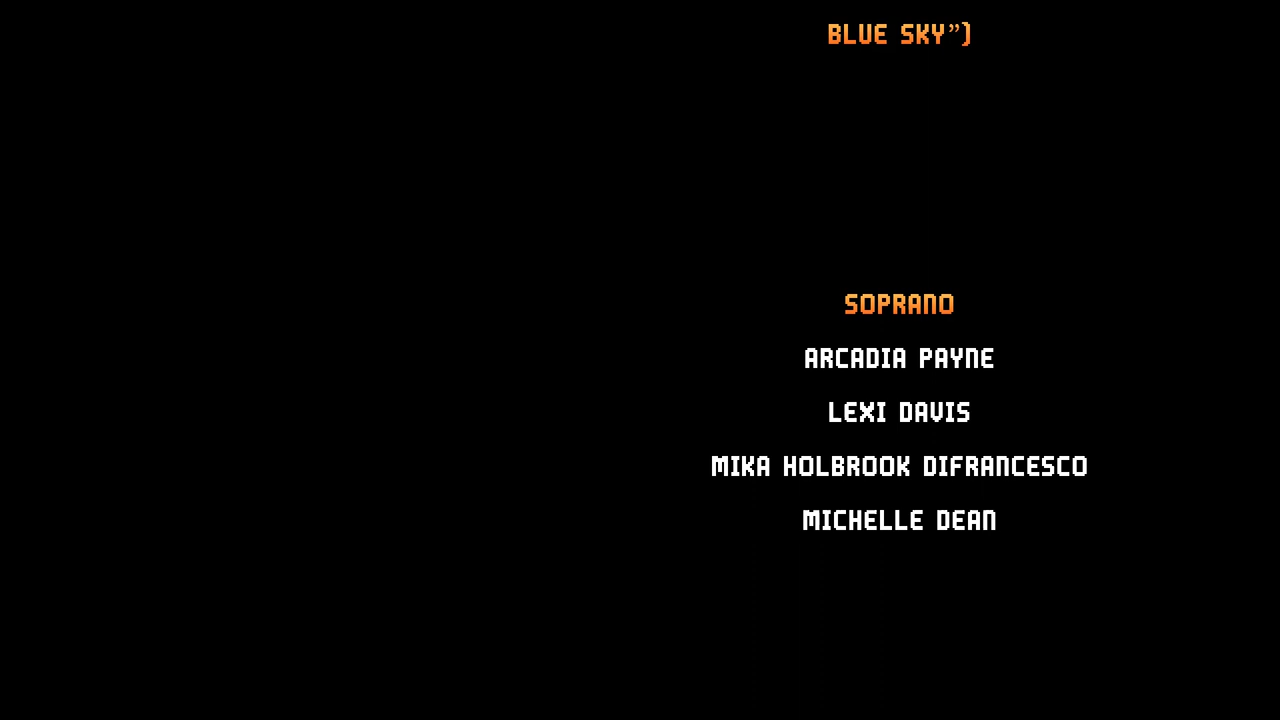 BLUE SKY”)
SOPRANO
ARCADIA PAYNE
LEXI DAVIS
MIKA HOLBROOK DIFRANCESCO
MICHELLE DEAN